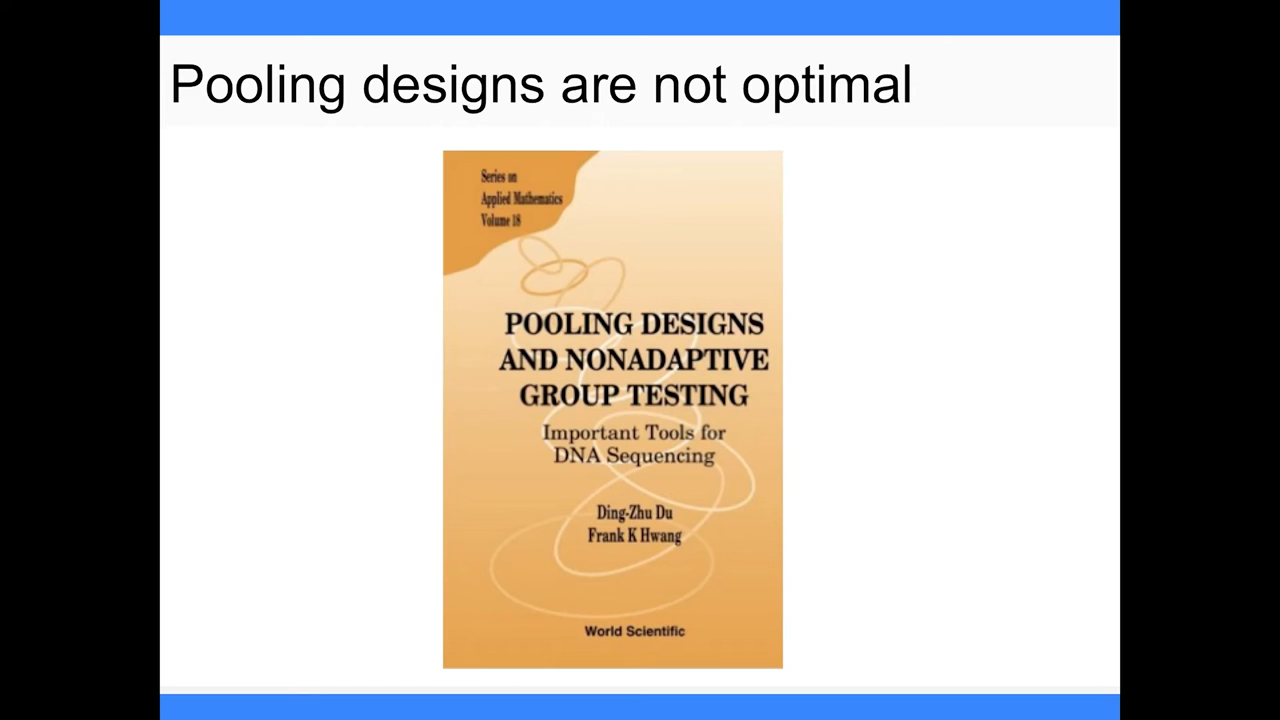 Pooling designs are not optimal
Series on
Applied Mathematics
Volume 18
POOLING DESIGNS
AND NONADAPTIVE
GROUP TESTING
Important Tools for
DNA Sequencing
Ding-Zhu Du
Frank K Hwang
World Scientific